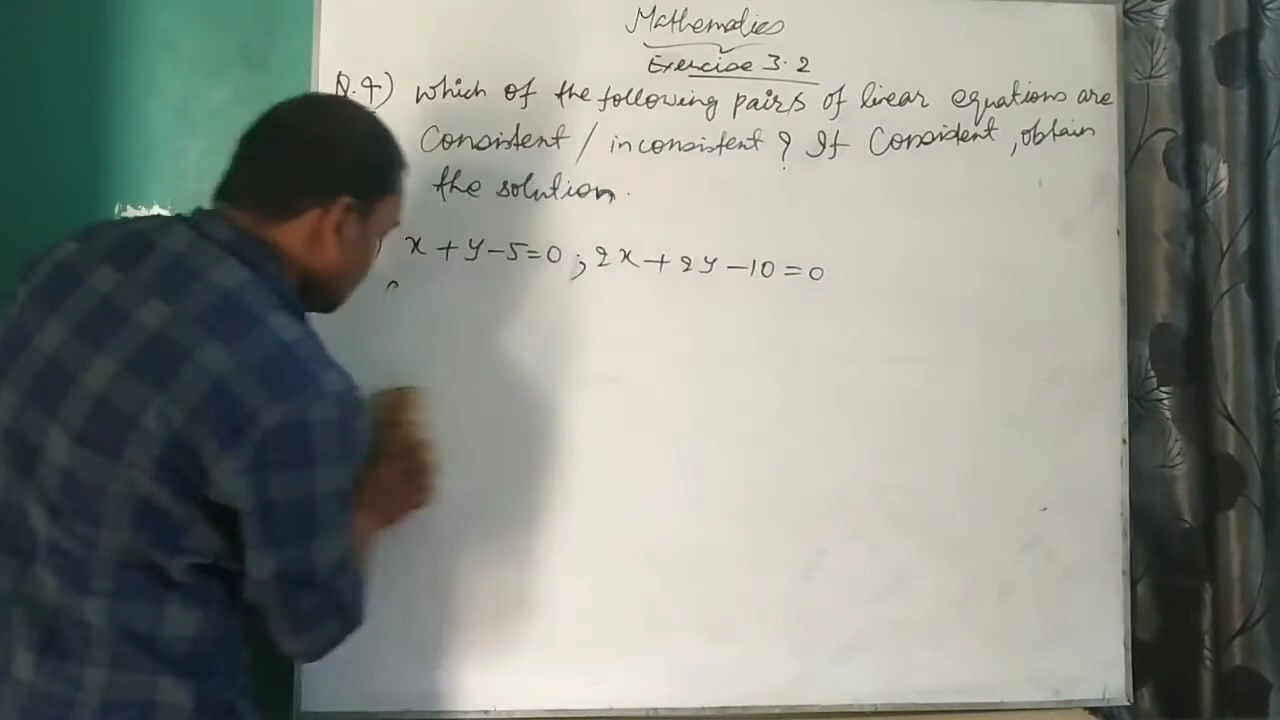 Mathematics
Exercise 3.2
Q.4) which of the following pairs of linear equations are
Consistent / inconsistent ? If Consistent, obtain
the solution.
) x + y - 5 = 0 ; 2x + 2y - 10 = 0